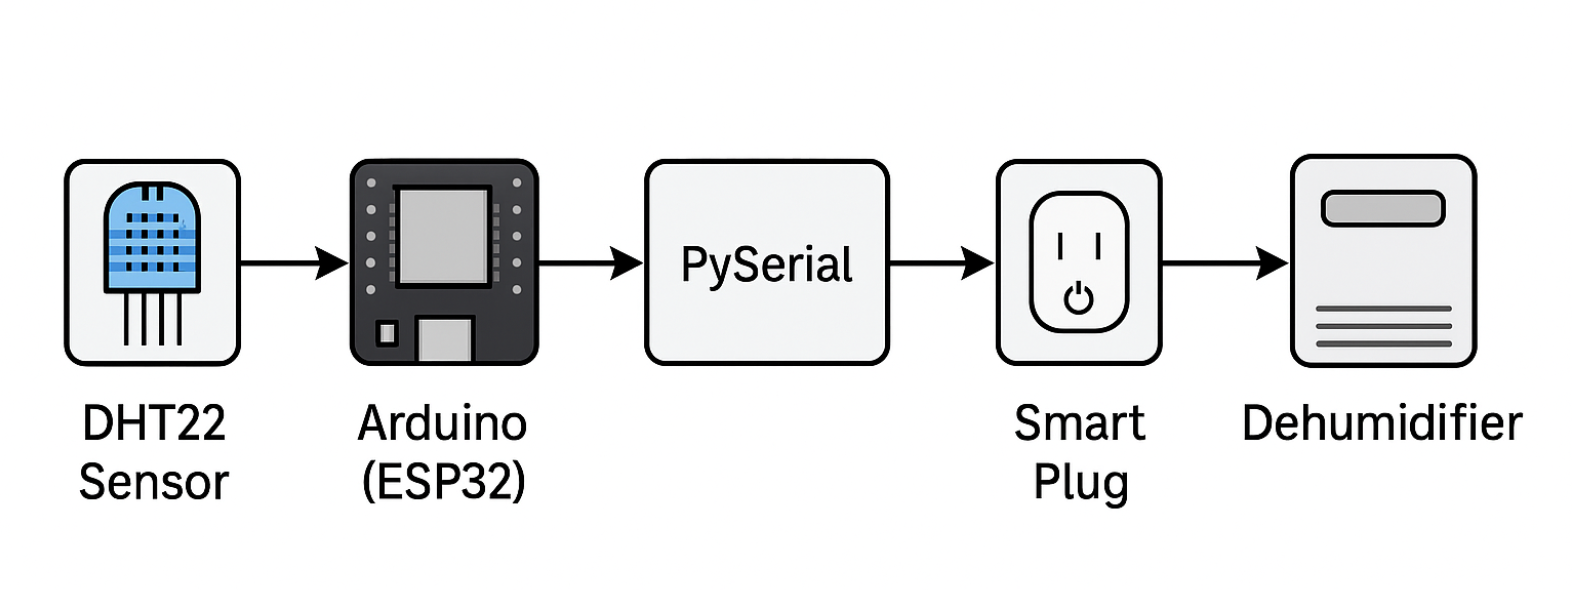 PySerial
DHT22
Sensor
Arduino
(ESP32)
Smart
Plug
Dehumidifier